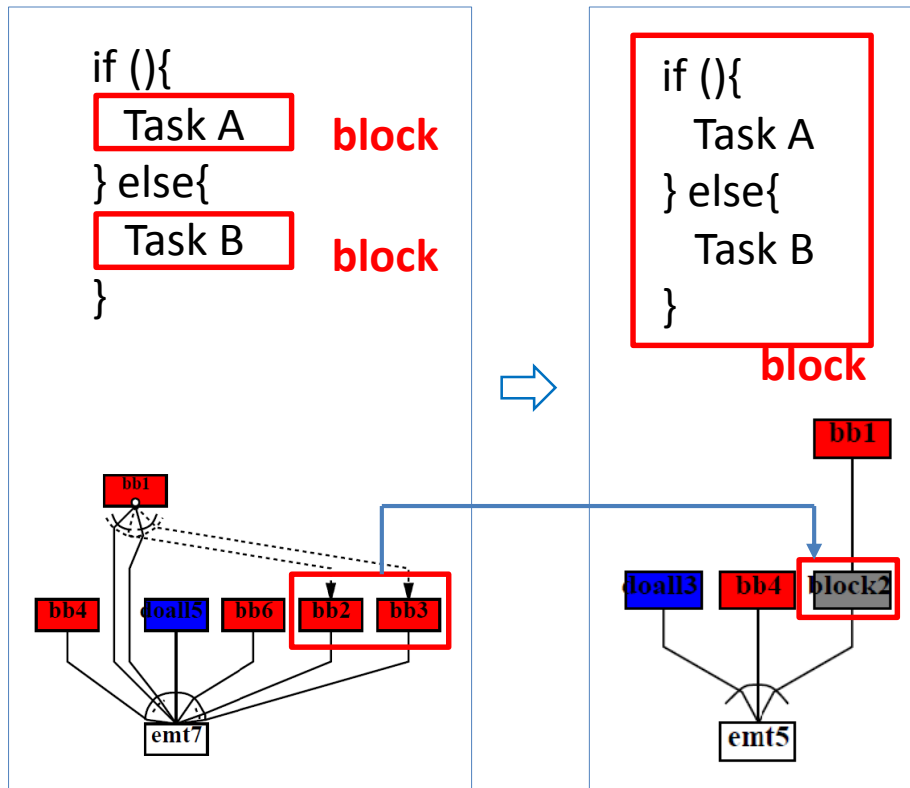 if (){
Task A
block
} else{
Task B
block
}
bb1
bb4
doall5
bb6
bb2
bb3
emt7
if (){
Task A
} else{
Task B
}
block
bb1
doall3
bb4
block2
emt5